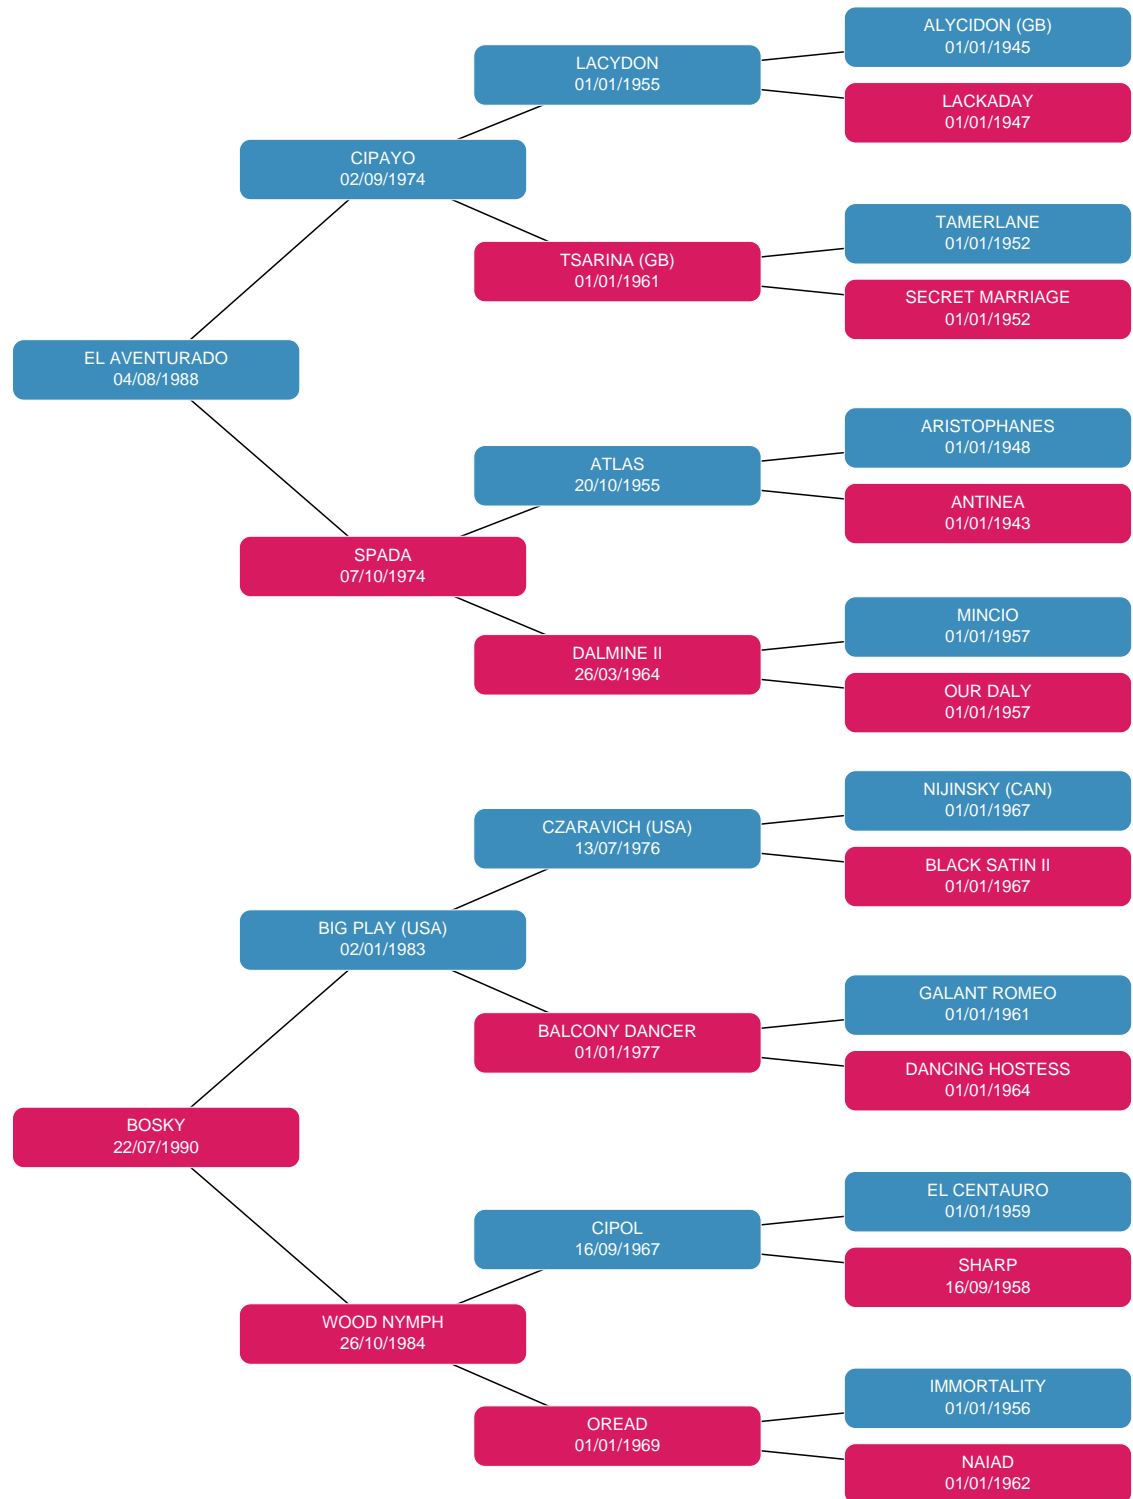 ALYCIDON (GB)
01/01/1945
LACYDON
01/01/1955
LACKADAY
01/01/1947
CIPAYO
02/09/1974
TAMERLANE
01/01/1952
TSARINA (GB)
01/01/1961
SECRET MARRIAGE
01/01/1952
EL AVENTURADO
04/08/1988
ARISTOPHANES
01/01/1948
ATLAS
20/10/1955
ANTINEA
01/01/1943
SPADA
07/10/1974
MINCIO
01/01/1957
DALMINE II
26/03/1964
OUR DALY
01/01/1957
NIJINSKY (CAN)
01/01/1967
CZARAVICH (USA)
13/07/1976
BLACK SATIN II
01/01/1967
BIG PLAY (USA)
02/01/1983
GALANT ROMEO
01/01/1961
BALCONY DANCER
01/01/1977
DANCING HOSTESS
01/01/1964
BOSKY
22/07/1990
EL CENTAURO
01/01/1959
CIPOL
16/09/1967
SHARP
16/09/1958
WOOD NYMPH
26/10/1984
IMMORTALITY
01/01/1956
OREAD
01/01/1969
NAIAD
01/01/1962